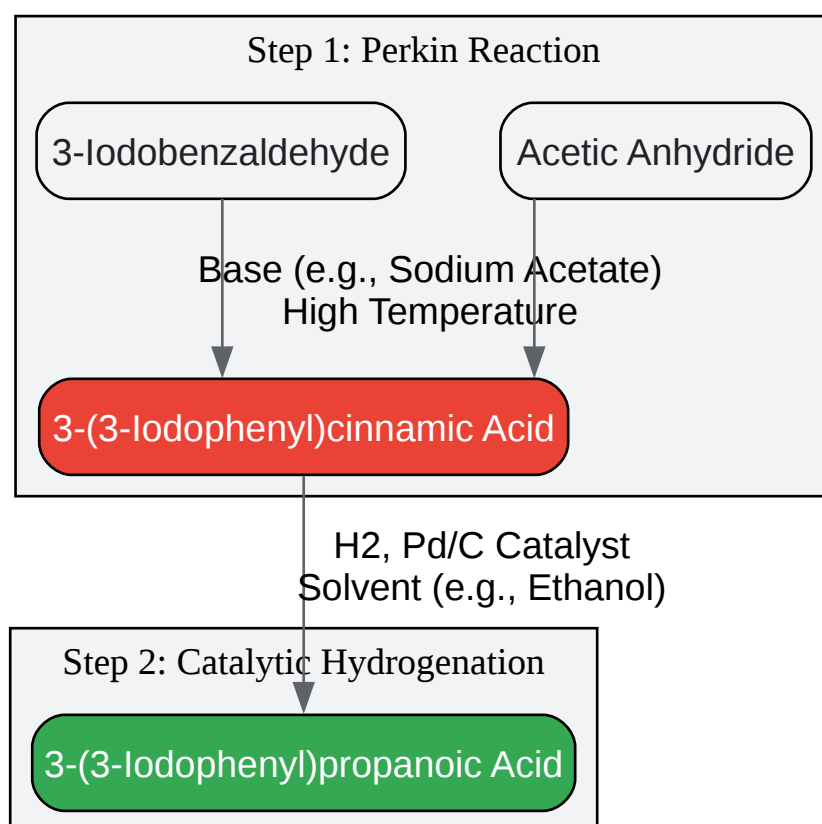 Step 1: Perkin Reaction
3-Iodobenzaldehyde
Acetic Anhydride
Base (e.g., Sodium Acetate)
High Temperature
3-(3-Iodophenyl)cinnamic Acid
H2, Pd/C Catalyst
Solvent (e.g., Ethanol)
Step 2: Catalytic Hydrogenation
3-(3-Iodophenyl)propanoic Acid